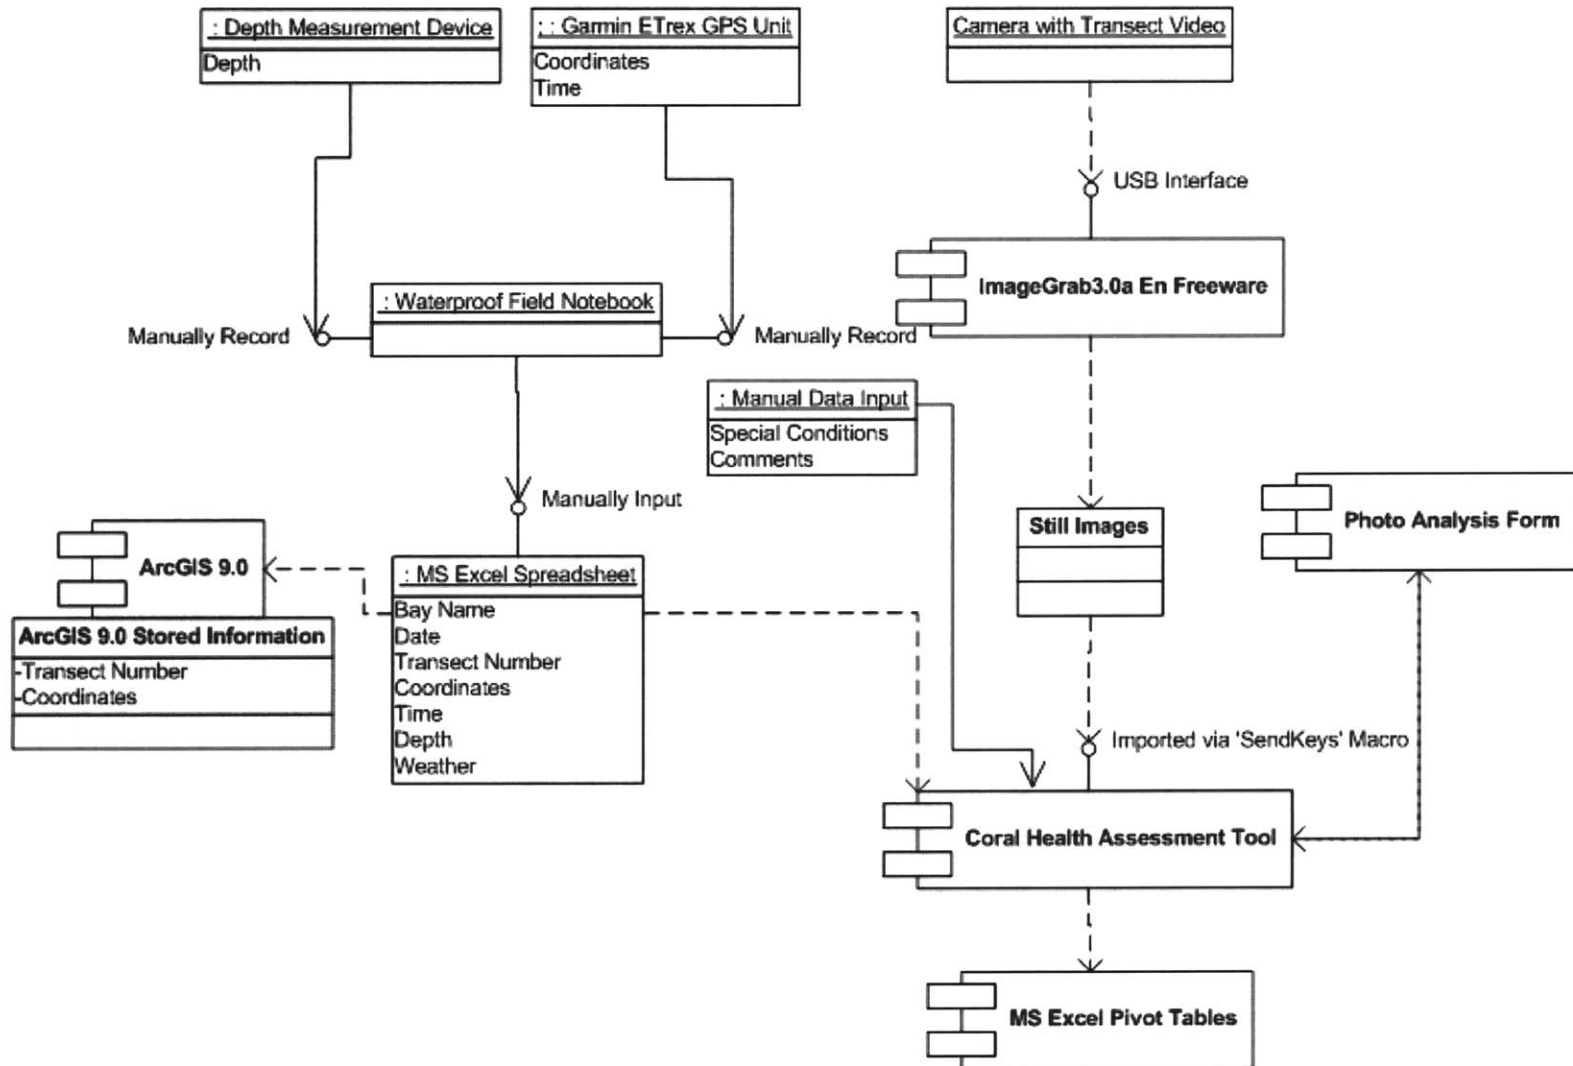 : Depth Measurement Device
Depth
: : Garmin ETrex GPS Unit
Coordinates
Time
Camera with Transect Video
USB Interface
ImageGrab3.0a En Freeware
: Waterproof Field Notebook
Manually Record
Manually Record
: Manual Data Input
Special Conditions
Comments
Manually Input
Still Images
Photo Analysis Form
ArcGIS 9.0
ArcGIS 9.0 Stored Information
-Transect Number
-Coordinates
: MS Excel Spreadsheet
Bay Name
Date
Transect Number
Coordinates
Time
Depth
Weather
Imported via 'SendKeys' Macro
Coral Health Assessment Tool
MS Excel Pivot Tables